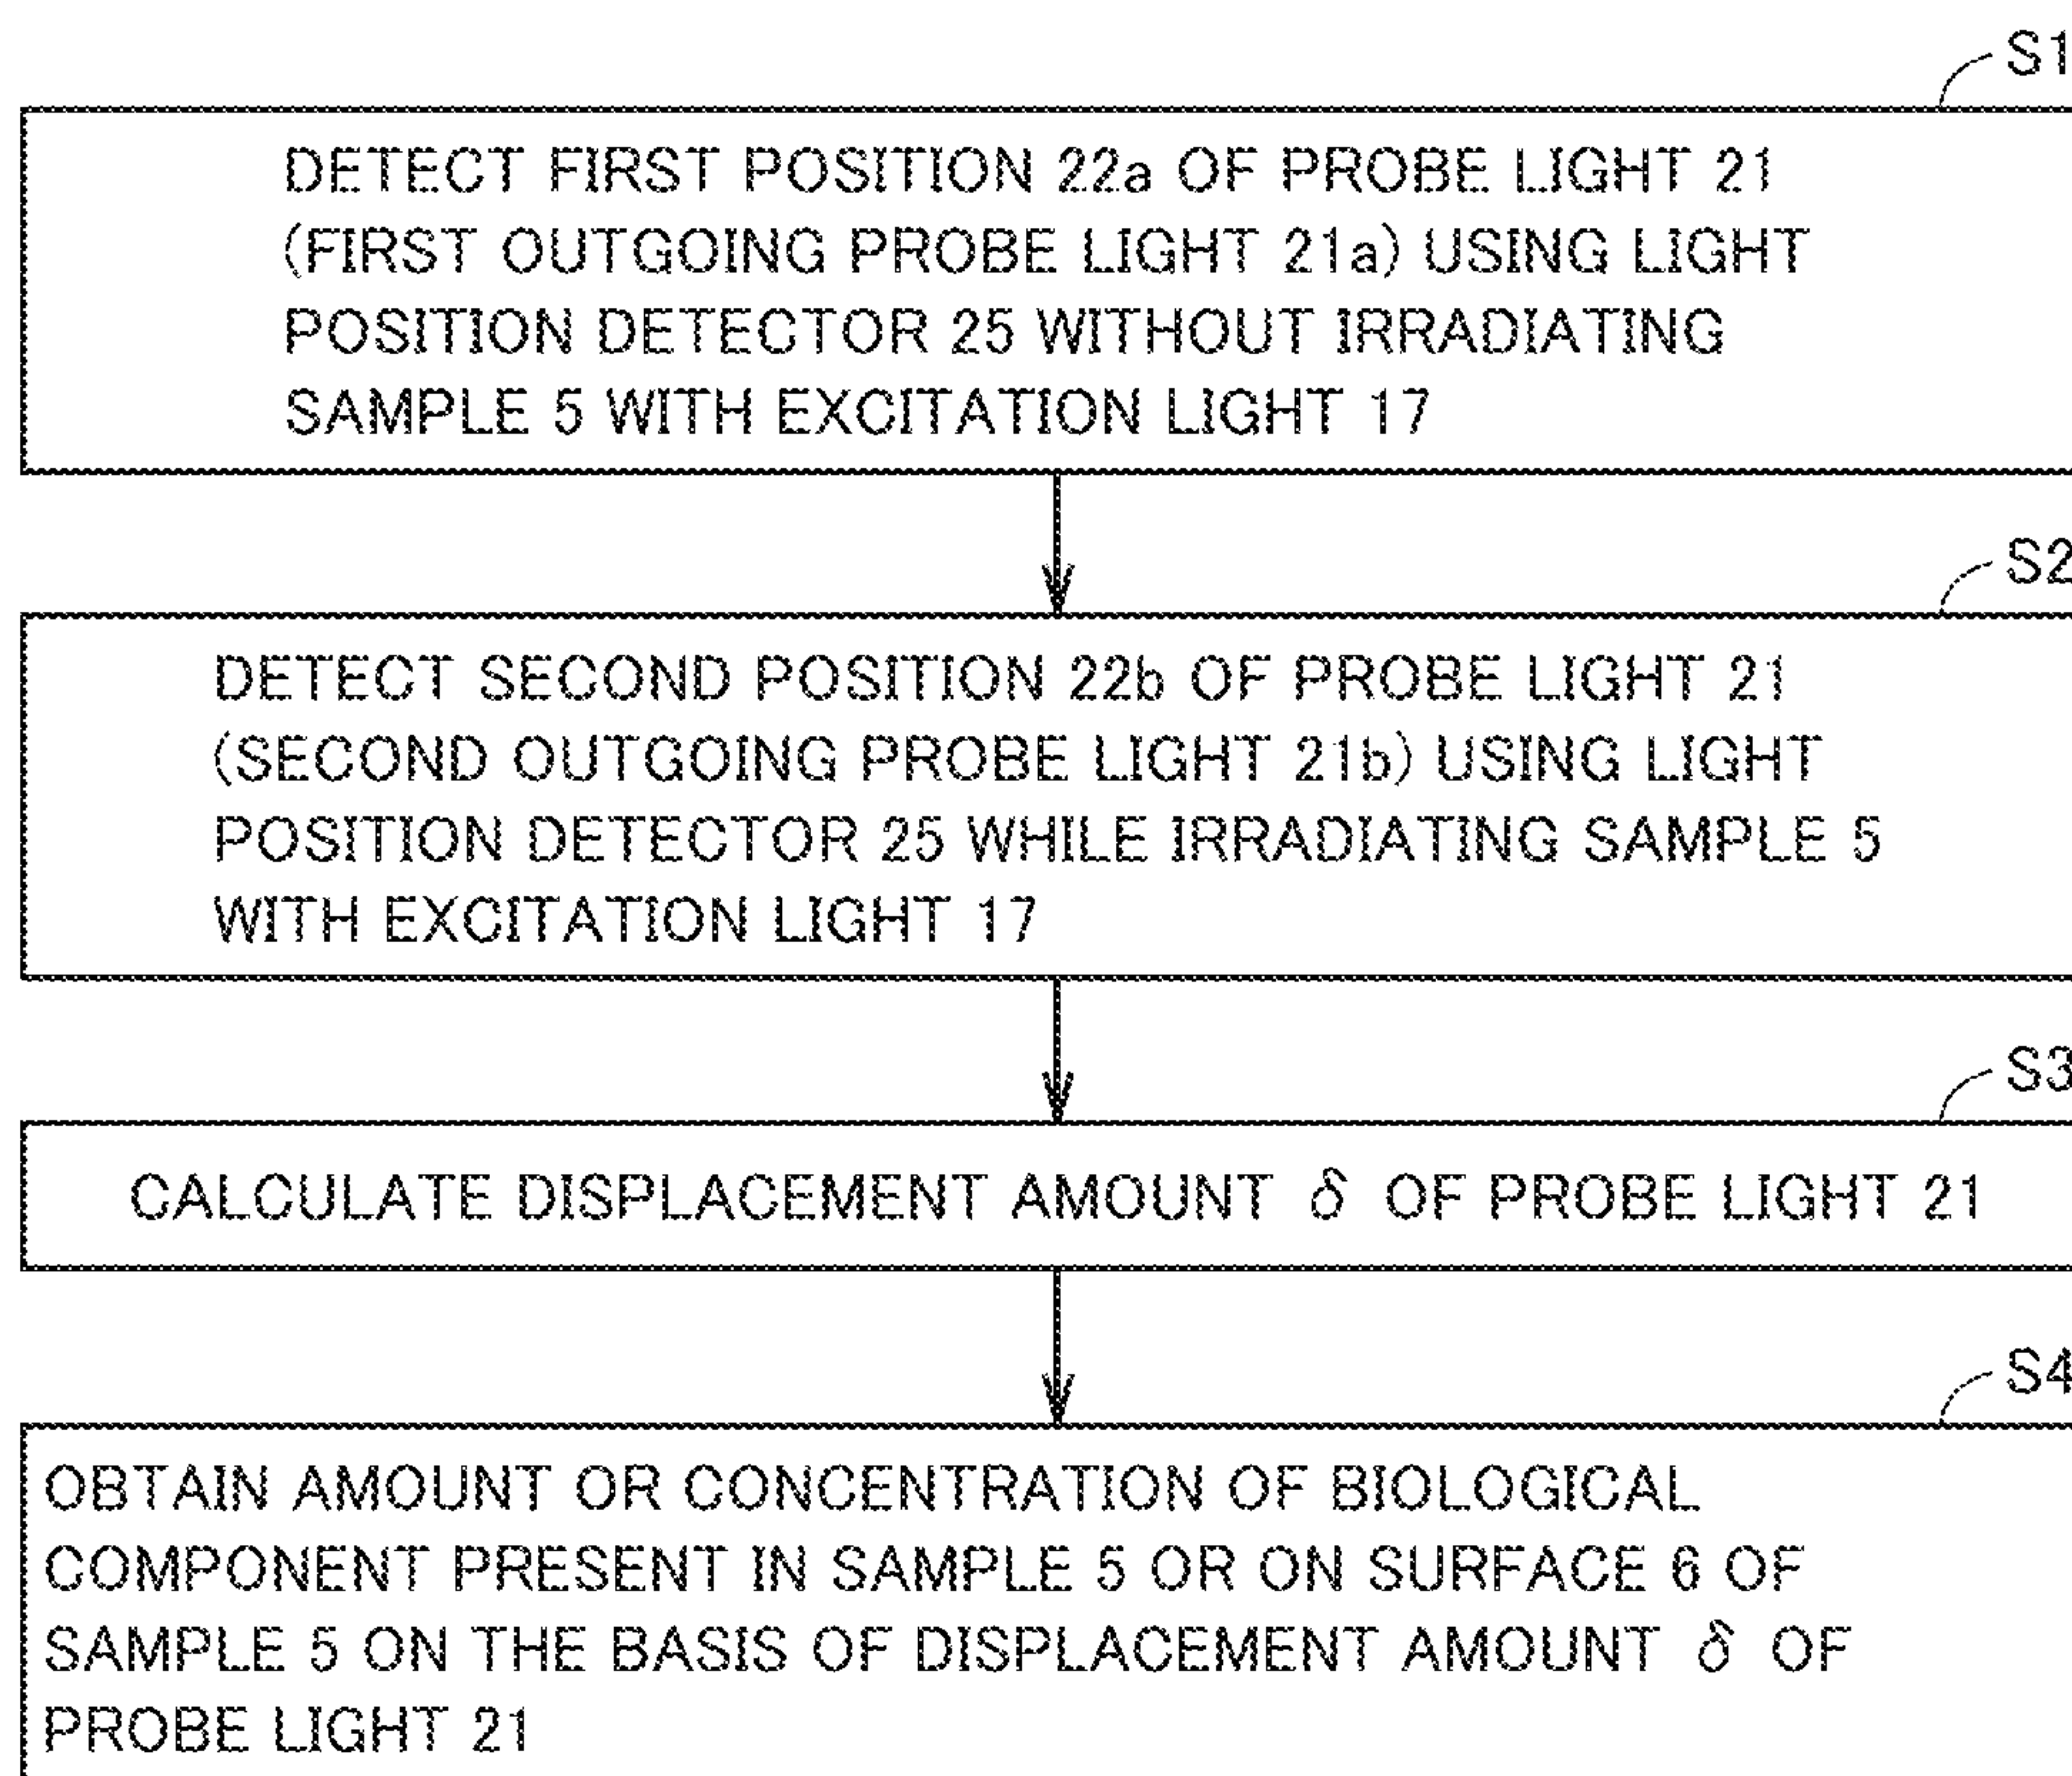 S1
DETECT FIRST POSITION 22a OF PROBE LIGHT 21
(FIRST OUTGOING PROBE LIGHT 21a) USING LIGHT
POSITION DETECTOR 25 WITHOUT IRRADIATING
SAMPLE 5 WITH EXCITATION LIGHT 17
S2
DETECT SECOND POSITION 22b OF PROBE LIGHT 21
(SECOND OUTGOING PROBE LIGHT 21b) USING LIGHT
POSITION DETECTOR 25 WHILE IRRADIATING SAMPLE 5
WITH EXCITATION LIGHT 17
S3
CALCULATE DISPLACEMENT AMOUNT δ OF PROBE LIGHT 21
S4
OBTAIN AMOUNT OR CONCENTRATION OF BIOLOGICAL
COMPONENT PRESENT IN SAMPLE 5 OR ON SURFACE 6 OF
SAMPLE 5 ON THE BASIS OF DISPLACEMENT AMOUNT δ OF
PROBE LIGHT 21